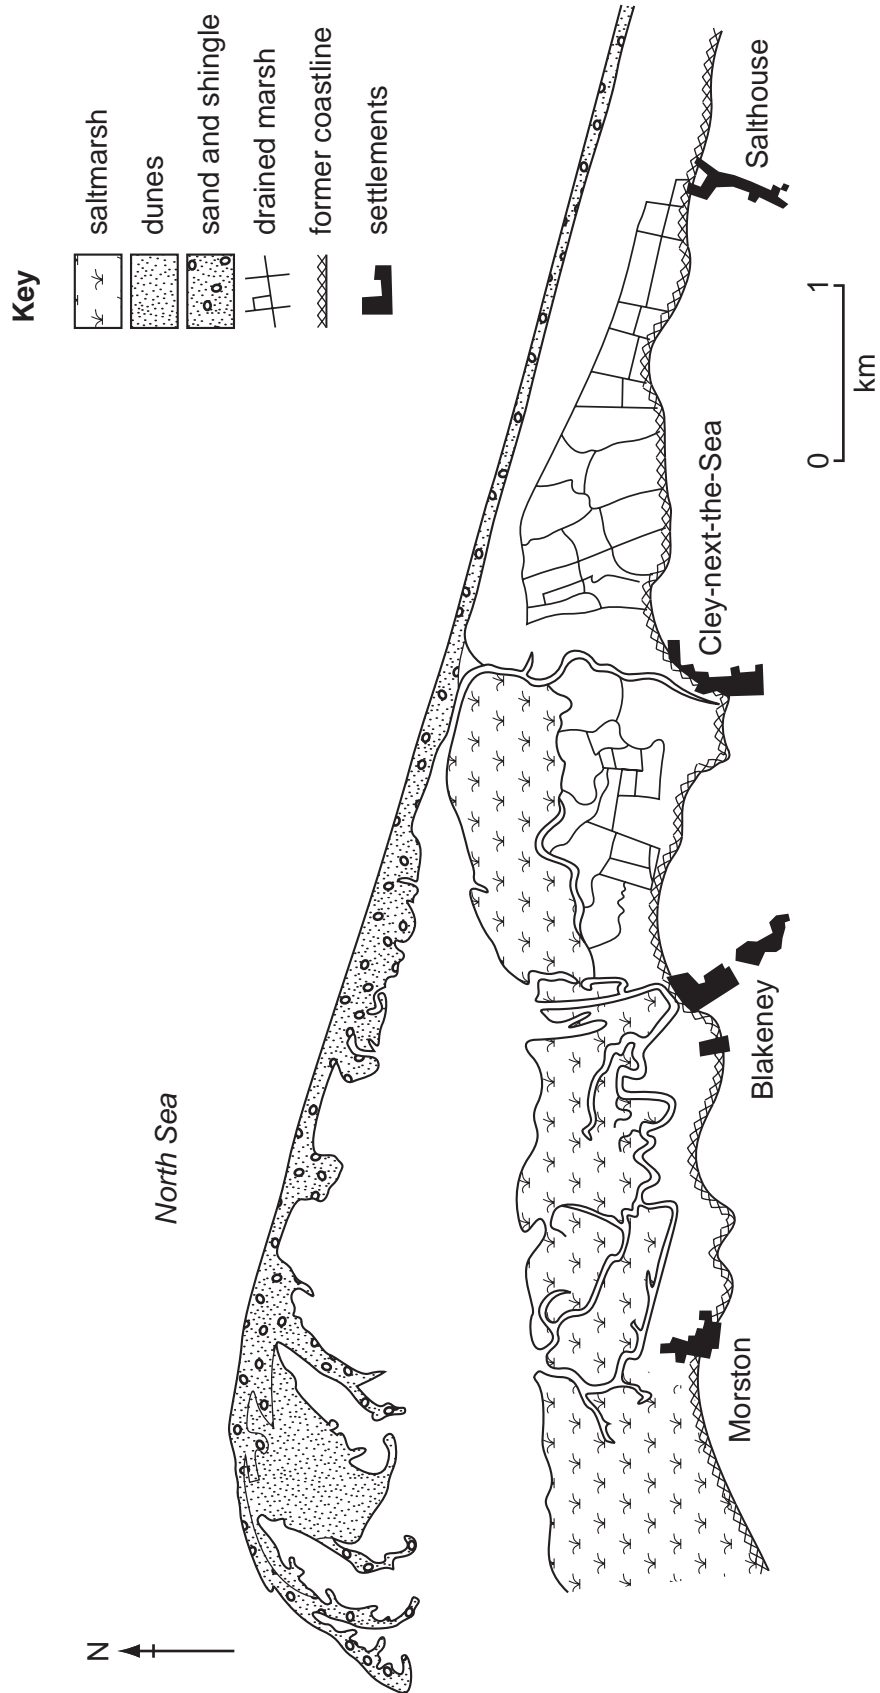 Key
saltmarsh
dunes
sand and shingle
drained marsh
former coastline
settlements
North Sea
N
Morston
Blakeney
Cley-next-the-Sea
Salthouse
0 1
km